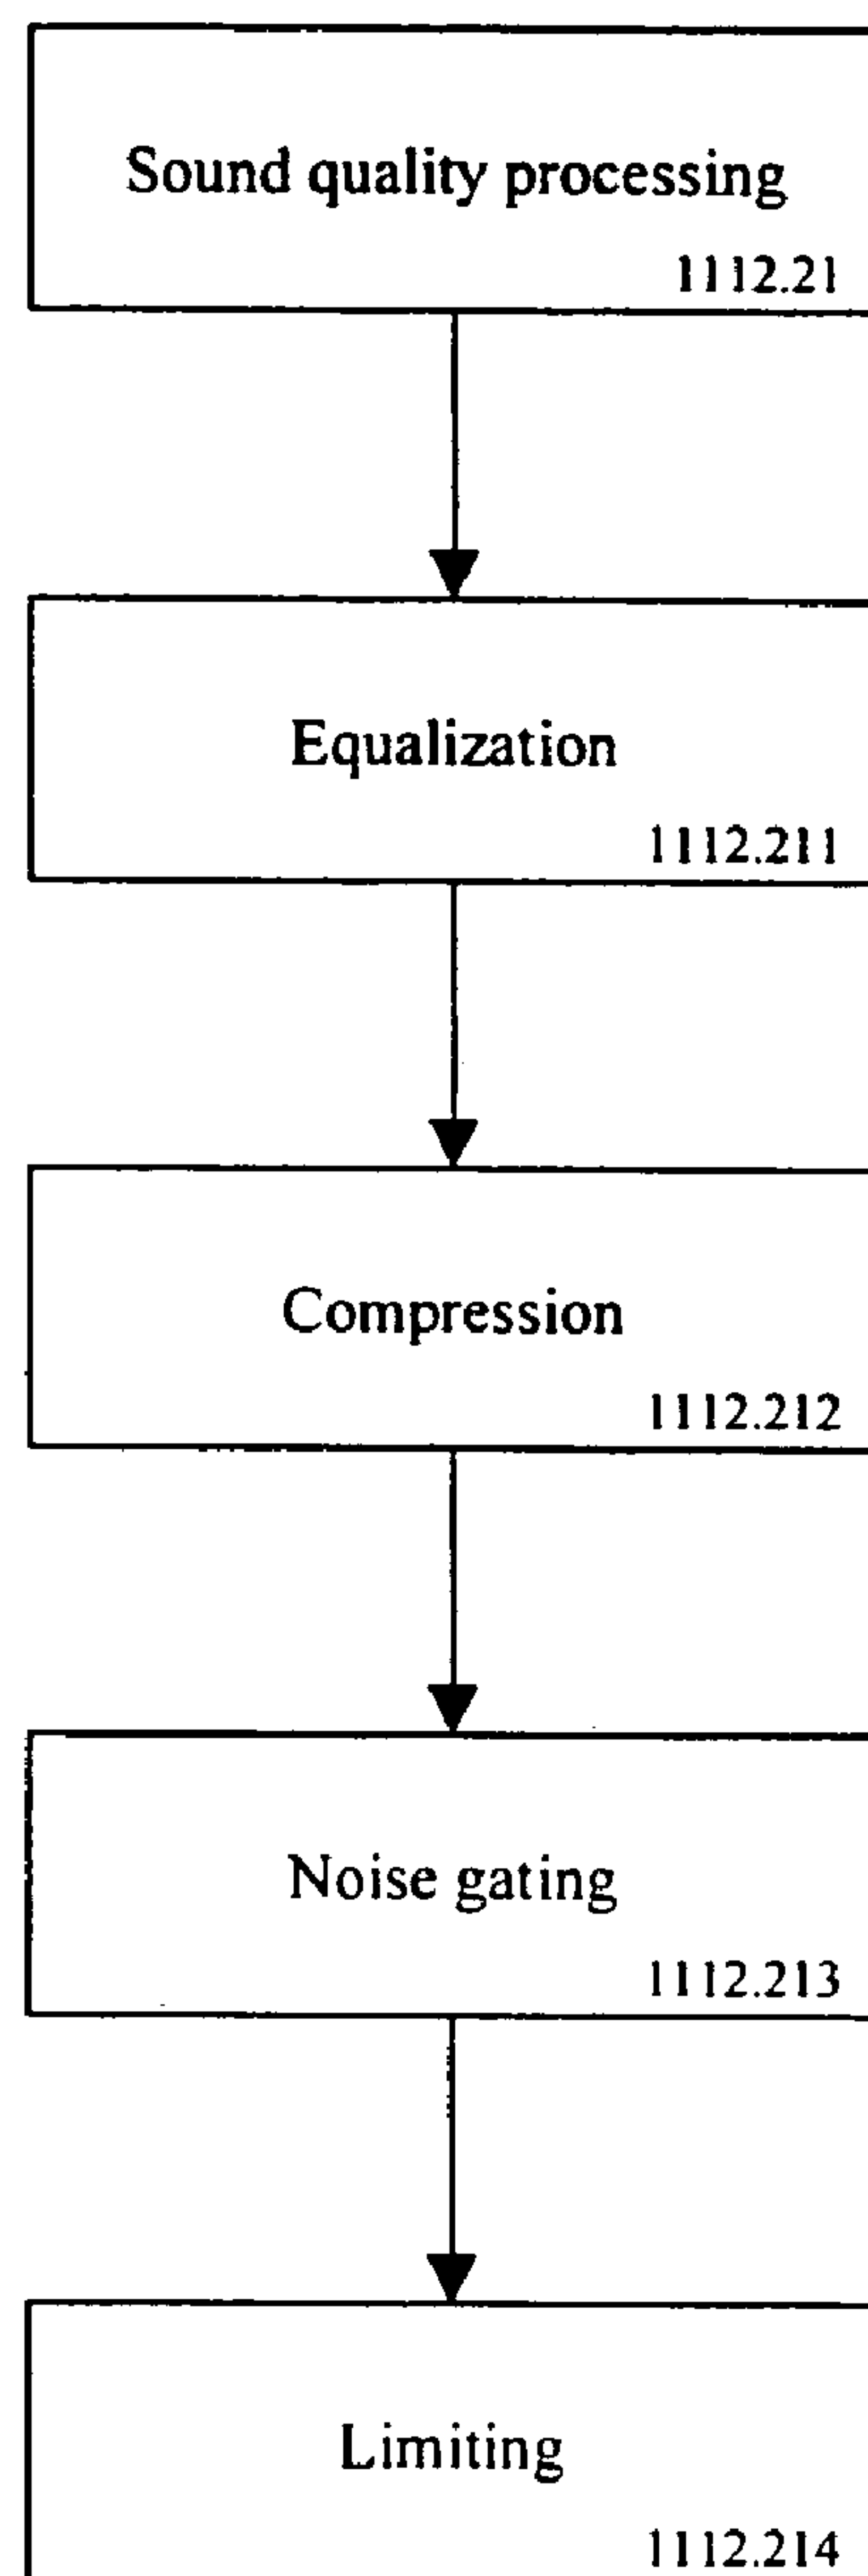 Sound quality processing
1112.21
Equalization
1112.211
Compression
1112.212
Noise gating
1112.213
Limiting
1112.214